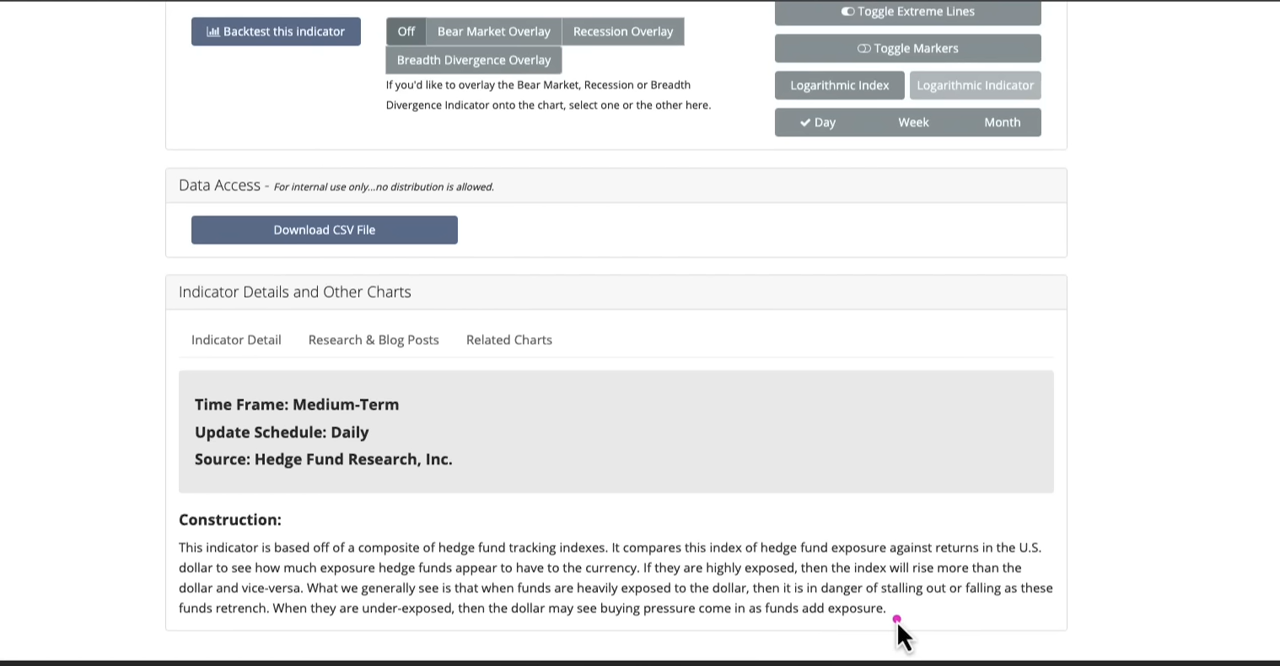 Backtest this indicator
Off
Bear Market Overlay
Recession Overlay
Breadth Divergence Overlay
If you'd like to overlay the Bear Market, Recession or Breadth
Divergence Indicator onto the chart, select one or the other here.
Toggle Extreme Lines
Toggle Markers
Logarithmic Index
Logarithmic Indicator
Day
Week
Month
Data Access - For internal use only...no distribution is allowed.
Download CSV File
Indicator Details and Other Charts
Indicator Detail
Research & Blog Posts
Related Charts
Time Frame: Medium-Term
Update Schedule: Daily
Source: Hedge Fund Research, Inc.
Construction:
This indicator is based off of a composite of hedge fund tracking indexes. It compares this index of hedge fund exposure against returns in the U.S.
dollar to see how much exposure hedge funds appear to have to the currency. If they are highly exposed, then the index will rise more than the
dollar and vice-versa. What we generally see is that when funds are heavily exposed to the dollar, then it is in danger of stalling out or falling as these
funds retrench. When they are under-exposed, then the dollar may see buying pressure come in as funds add exposure.